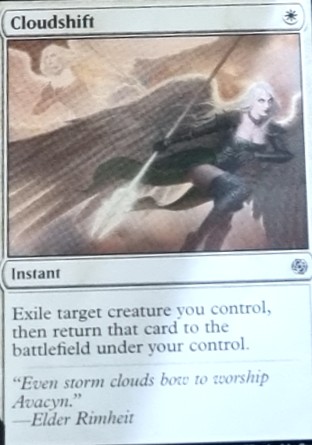 Cloudshift
Instant
Exile target creature you control,
then return that card to the
battlefield under your control.
"Even storm clouds bow to worship
Avacyn."
—Elder Rimheit